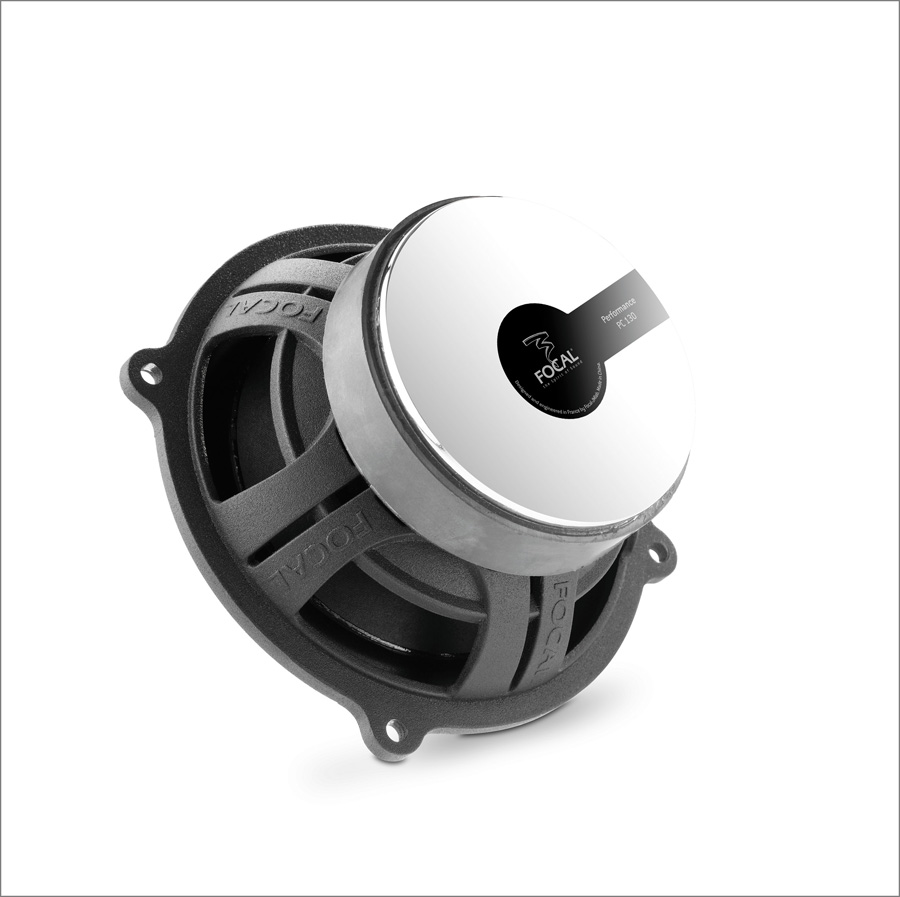 Performance
PC 130
FOCAL®
the Spirit of Sound
Designed and engineered in France by Focal-JMlab. Made in China
FOCAL
FOCAL
FOCAL